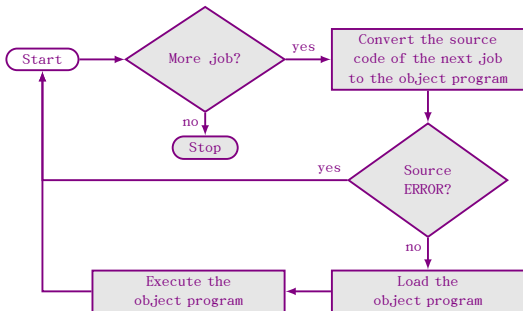 Start
More job?
yes
Convert the source
code of the next job
to the object program
no
Stop
yes
Source
ERROR?
no
Execute the
object program
Load the
object program